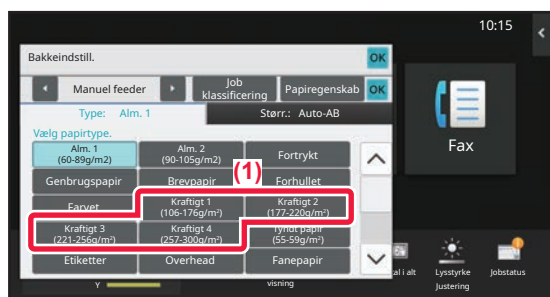 10:15
Bakkeindstill.
OK
Manuel feeder
Job
klassificering
Papiregenskab
OK
Type: Alm. 1
Størr.: Auto-AB
Vælg papirtype.
Alm. 1
(60-89g/m2)
Alm. 2
(90-105g/m2)
Fortrykt
Genbrugspapir
Brevpapir
(1)
Forhullet
Farvet
Kraftigt 1
(106-176g/m²)
Kraftigt 2
(177-220g/m²)
Kraftigt 3
(221-256g/m²)
Kraftigt 4
(257-300g/m²)
Tyndt papir
(55-59g/m²)
Etiketter
Overhead
Fanepapir
Fax
Y
visning
al i alt
Lysstyrke
Justering
Jobstatus